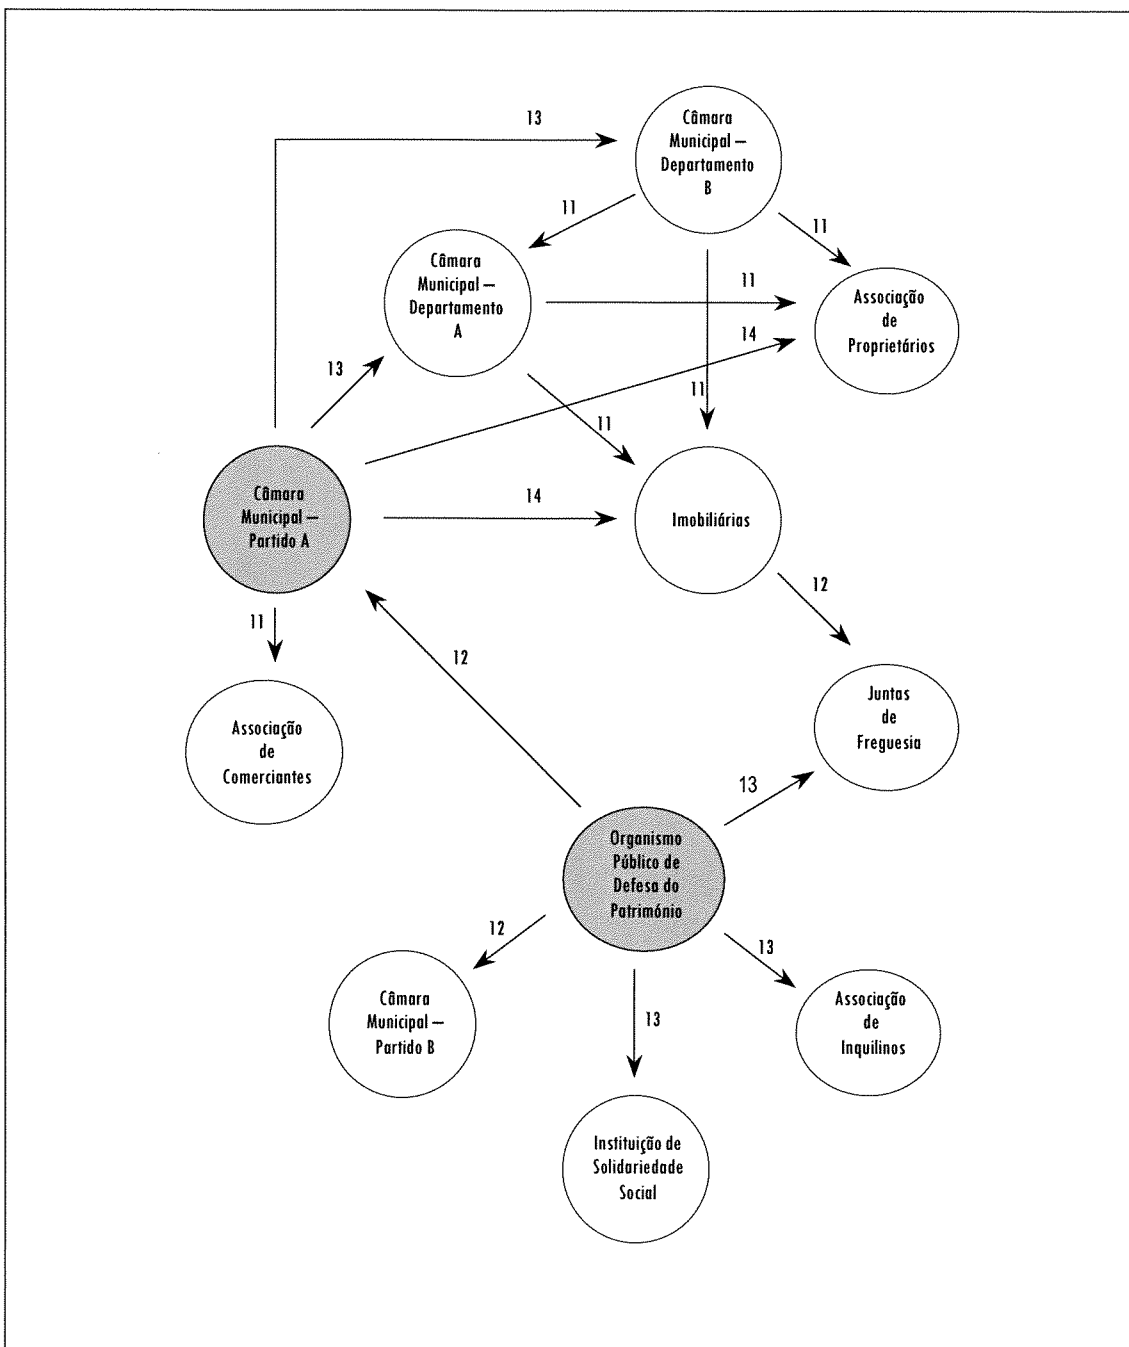 13
Câmara
Municipal –
Departamento
B
11
11
Câmara
Municipal –
Departamento
A
11
Associação
de
Proprietários
14
13
11
11
Câmara
Municipal –
Partido A
14
Imobiliárias
12
11
12
Juntas
de
Freguesia
Associação
de
Comerciantes
13
Organismo
Público de
Defesa do
Património
12
13
Câmara
Municipal –
Partido B
13
Associação
de
Inquilinos
Instituição de
Solidariedade
Social